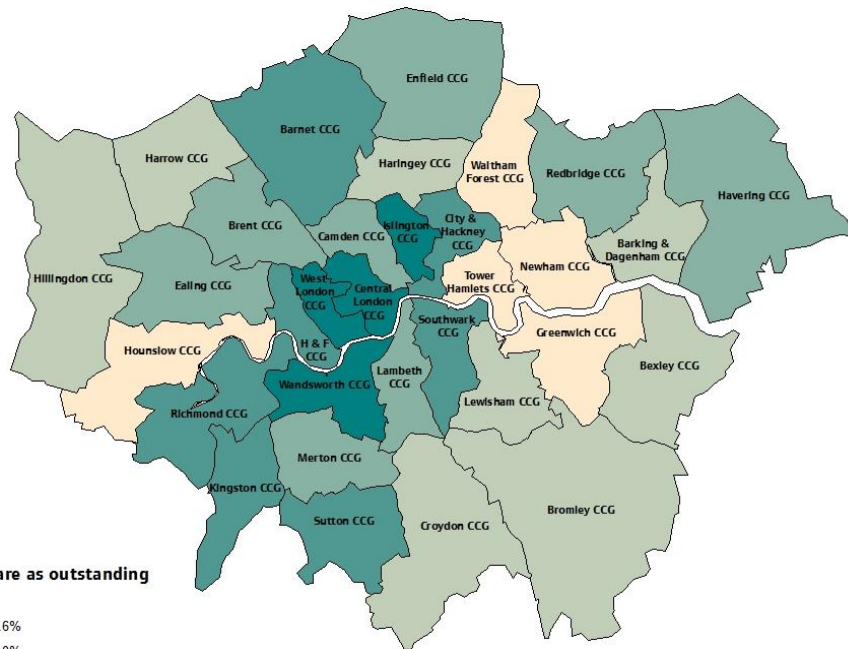 Enfield CCG
Barnet CCG
Harrow CCG
Haringey CCG
Waltham
Forest CCG
Redbridge CCG
Havering CCG
Brent CCG
Camden CCG
Islington
CCG
City &
Hackney
CCG
Barking &
Dagenham CCG
Hillingdon CCG
Ealing CCG
West
London
CCG
Central
London
CCG
Tower
Hamlets CCG
Newham CCG
Hounslow CCG
H & F
CCG
Southwark
CCG
Greenwich CCG
Bexley CCG
Wandsworth CCG
Lambeth
CCG
Lewisham CCG
Richmond CCG
Merton CCG
Kingston CCG
Sutton CCG
Croydon CCG
Bromley CCG
are as outstanding
6%